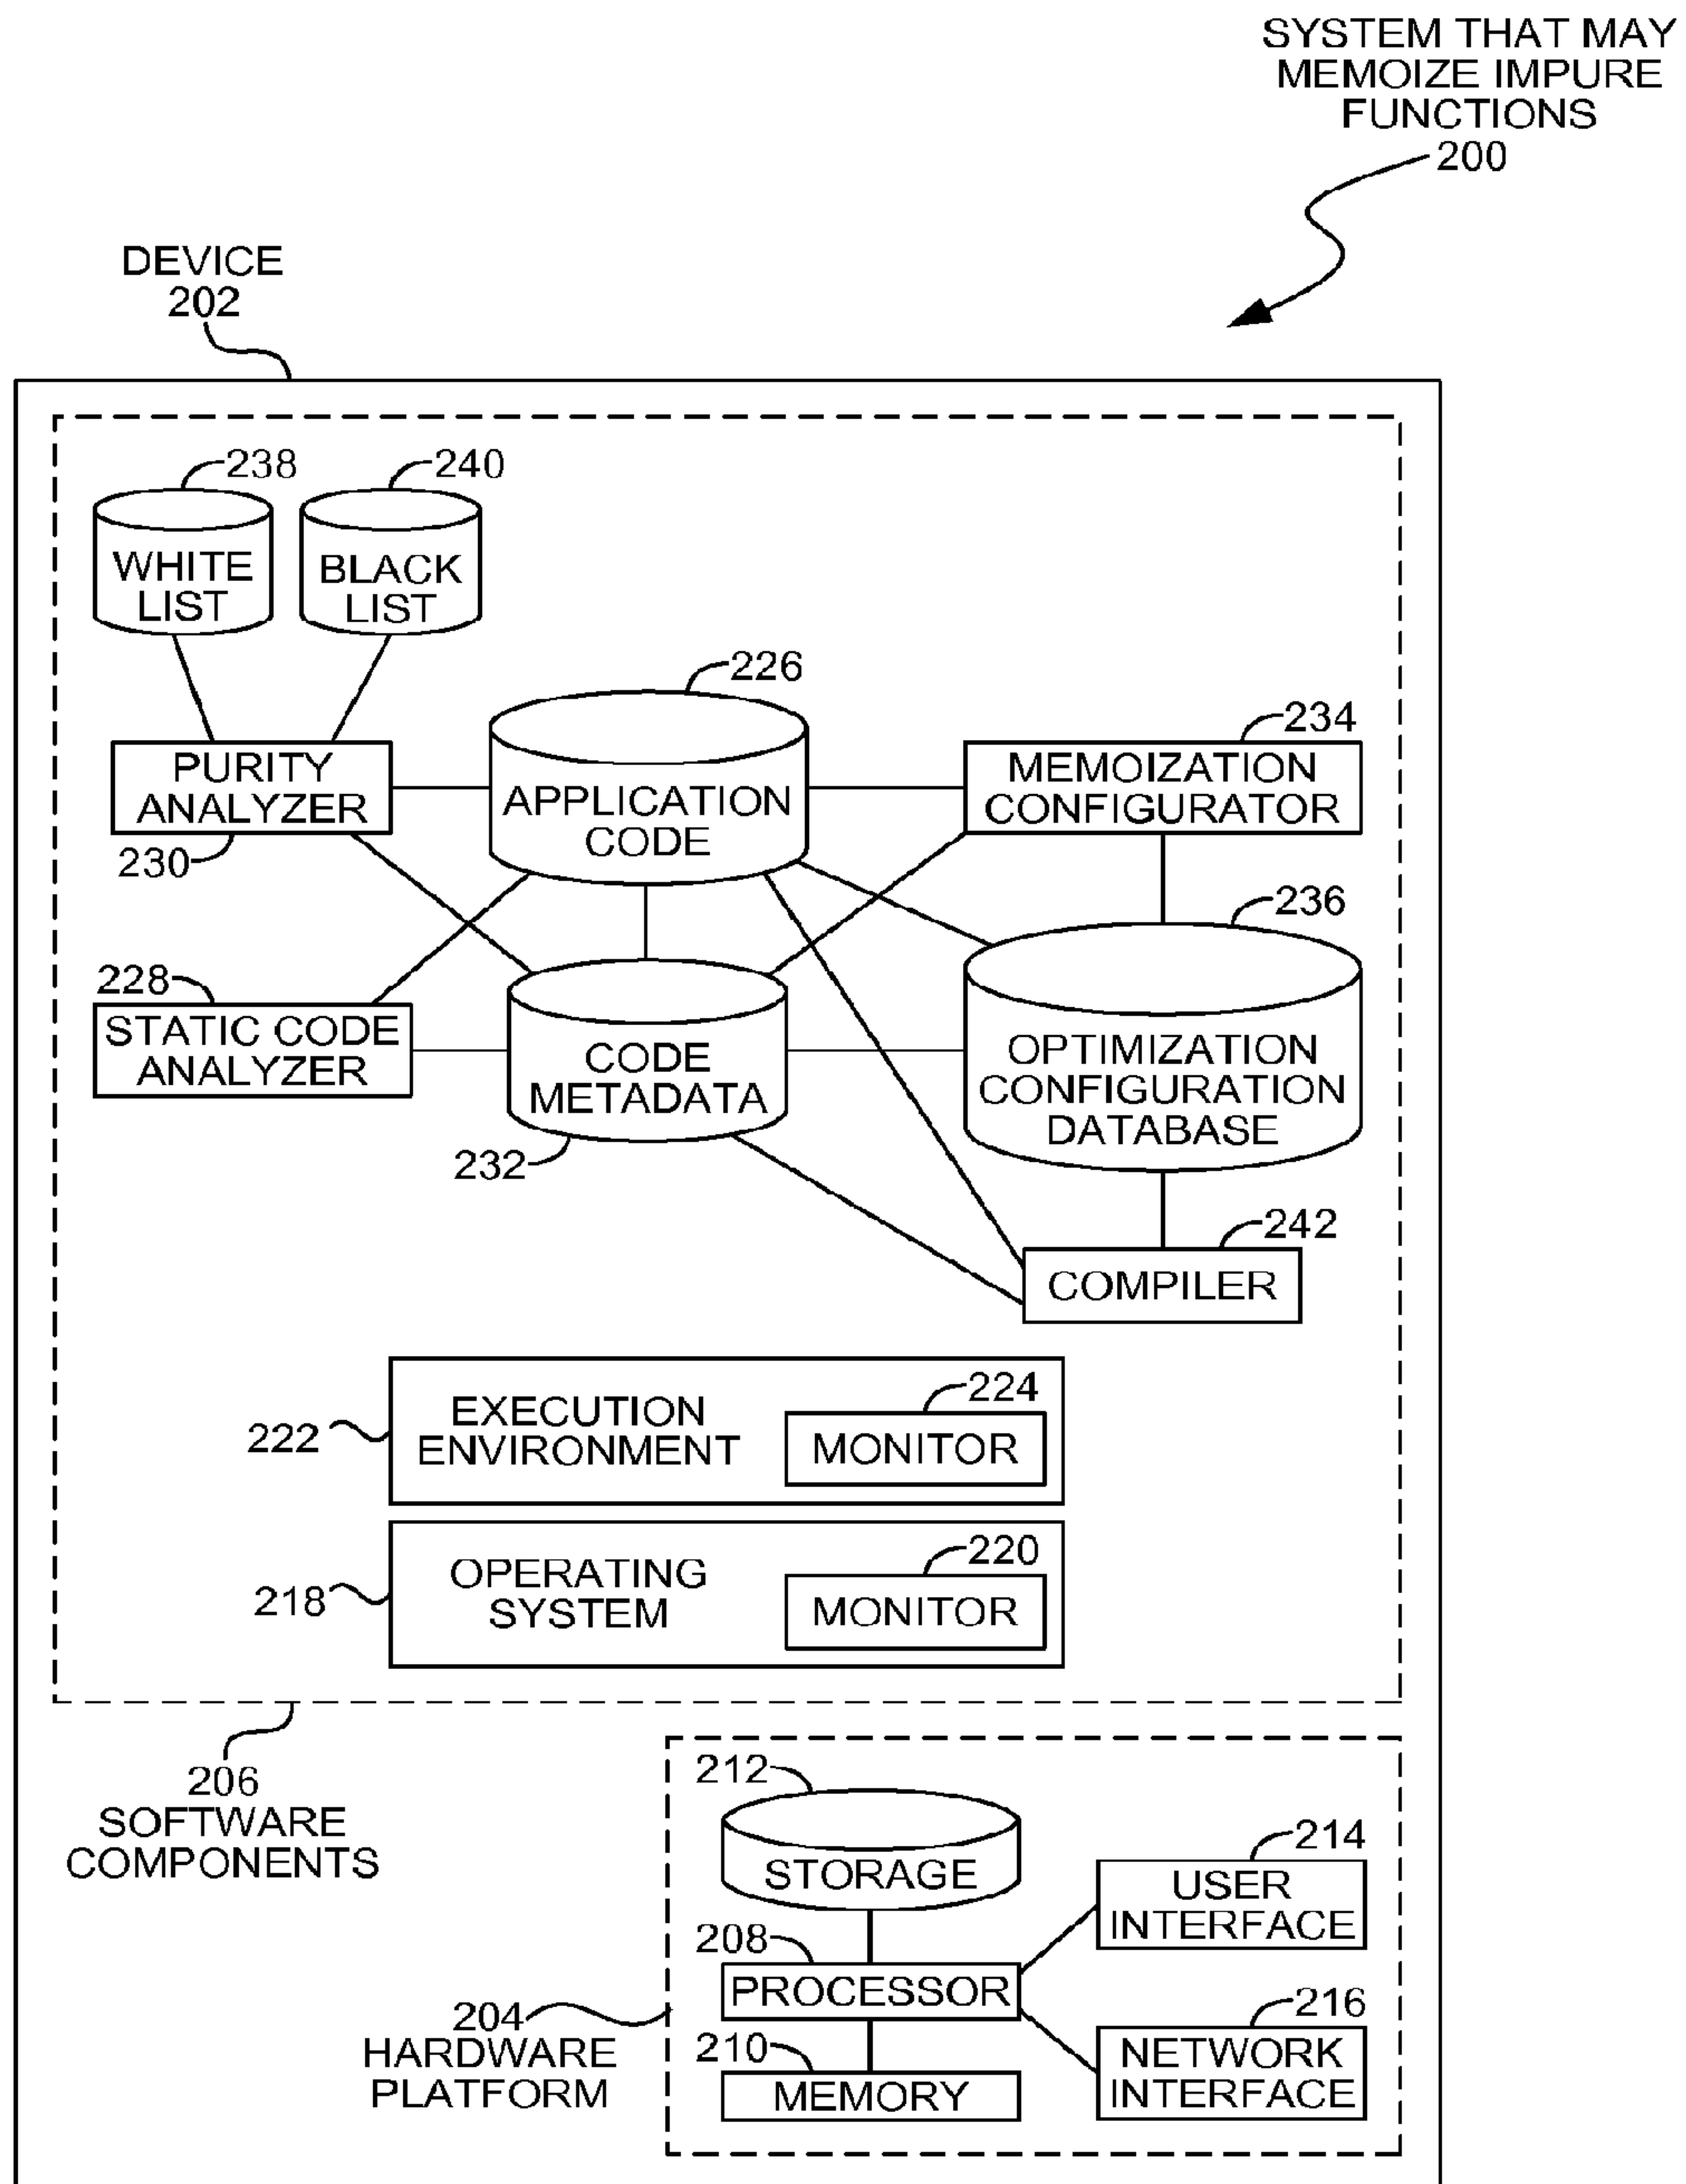 SYSTEM THAT MAY
MEMOIZE IMPURE
FUNCTIONS
200
DEVICE
202
238
240
WHITE
LIST
BLACK
LIST
226
234
PURITY
ANALYZER
230
APPLICATION
CODE
MEMOIZATION
CONFIGURATOR
236
228
STATIC CODE
ANALYZER
CODE
METADATA
232
OPTIMIZATION
CONFIGURATION
DATABASE
242
COMPILER
222
EXECUTION
ENVIRONMENT
224
MONITOR
218
OPERATING
SYSTEM
220
MONITOR
206
SOFTWARE
COMPONENTS
212
STORAGE
214
USER
INTERFACE
208
PROCESSOR
204
HARDWARE
PLATFORM
210
MEMORY
216
NETWORK
INTERFACE